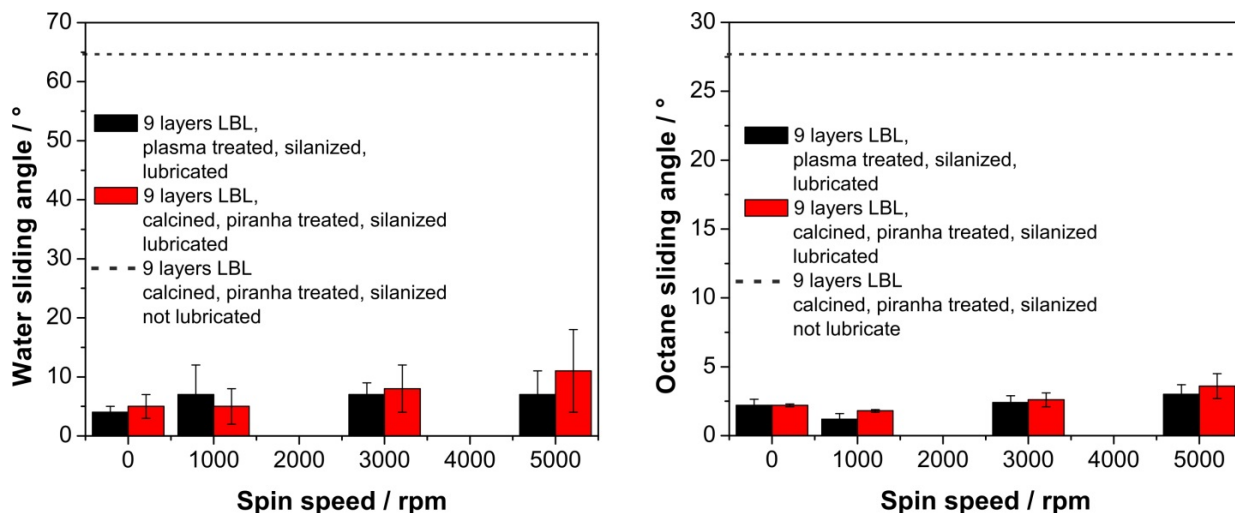 70
60
50
40
30
20
10
0
Water sliding angle / °
9 layers LBL,
plasma treated, silanized,
lubricated
9 layers LBL,
calcined, piranha treated, silanized
lubricated
9 layers LBL
calcined, piranha treated, silanized
not lubricated
0 1000 2000 3000 4000 5000
Spin speed / rpm
30
25
20
15
10
5
0
Octane sliding angle / °
9 layers LBL,
plasma treated, silanized,
lubricated
9 layers LBL,
calcined, piranha treated, silanized
lubricated
9 layers LBL
calcined, piranha treated, silanized
not lubricate
0 1000 2000 3000 4000 5000
Spin speed / rpm